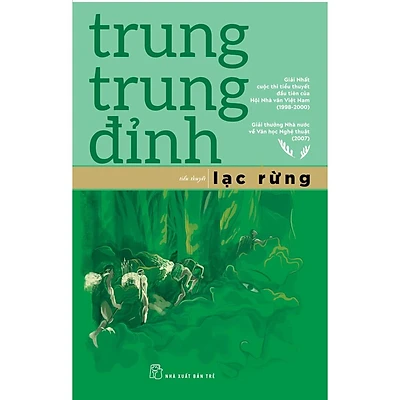 trung
trung
đỉnh
Giải Nhất
cuộc thi tiểu thuyết
đầu tiên của
Hội Nhà văn Việt Nam
(1998-2000)
Giải thưởng Nhà nước
về Văn học Nghệ thuật
(2007)
tiểu thuyết
lạc rừng
NHÀ XUẤT BẢN TRẺ